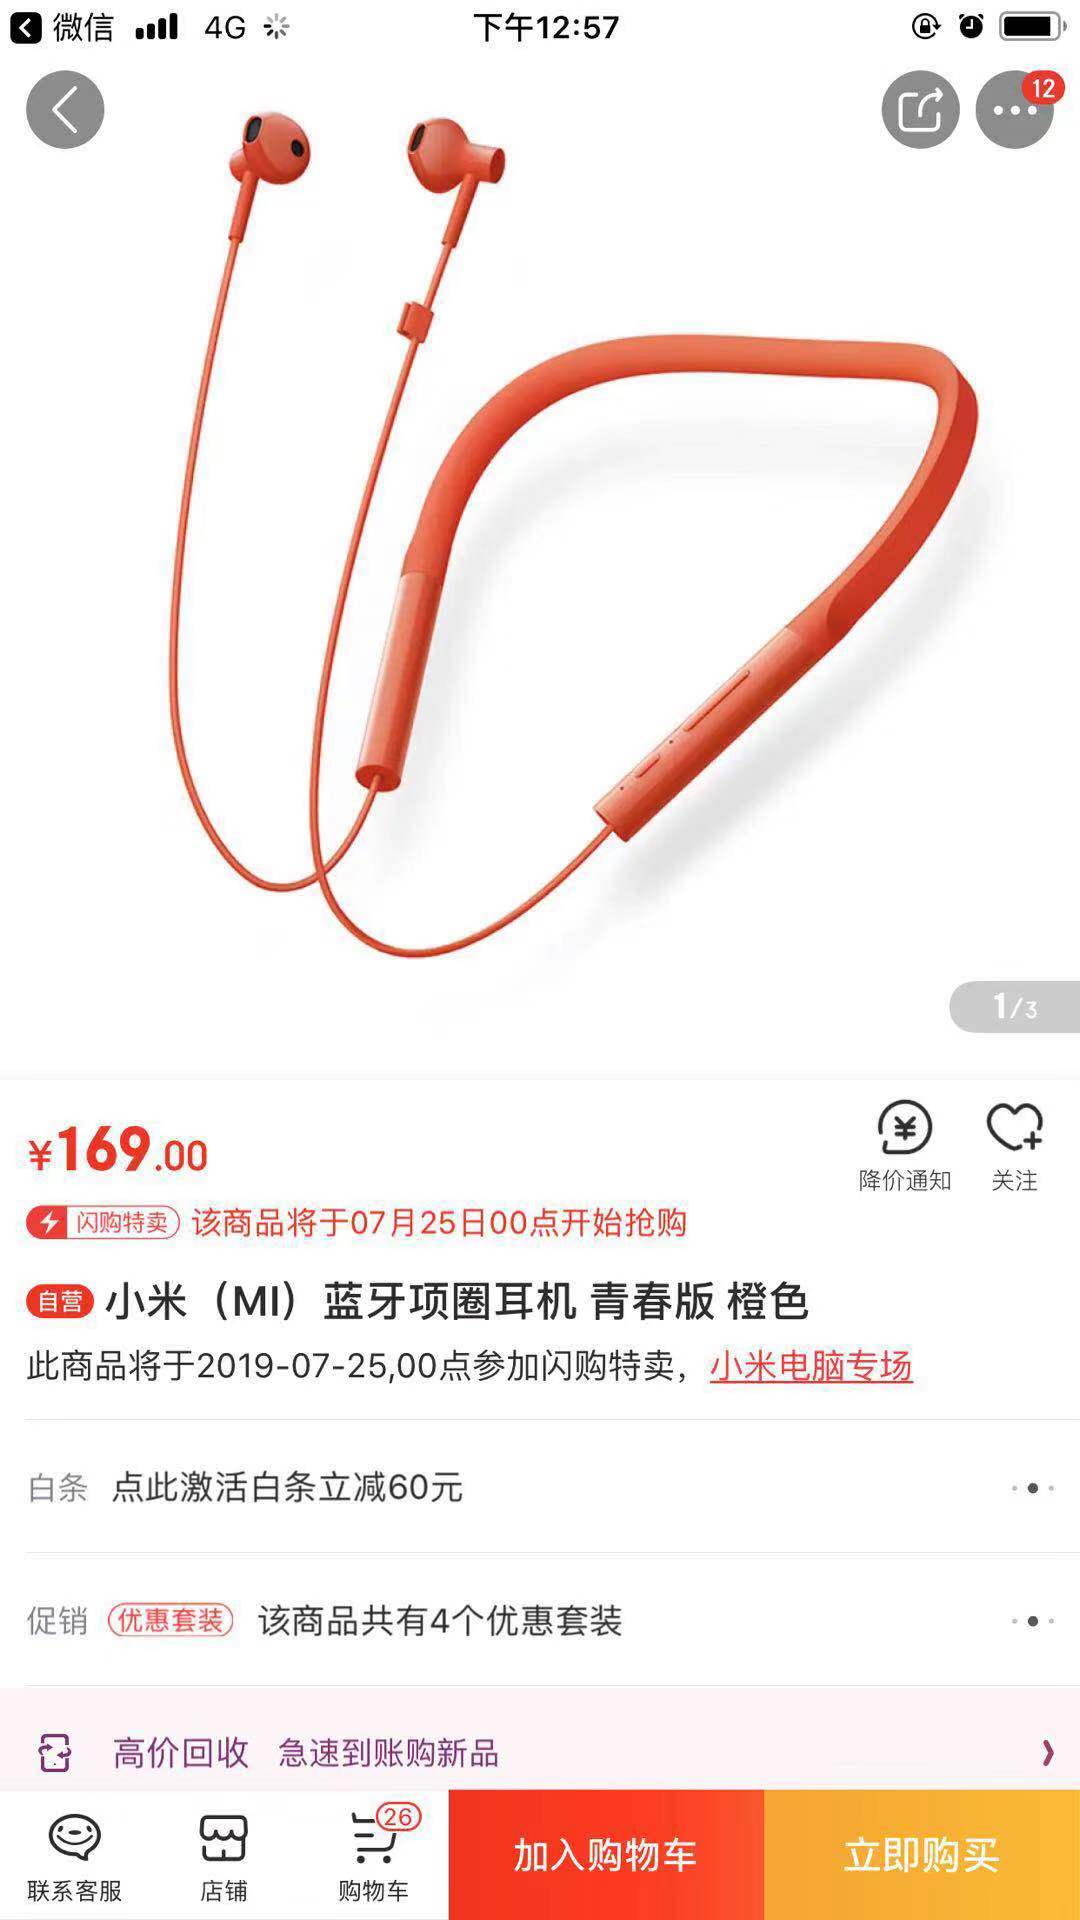 微信 4G 下午12:57
12
1/3
¥169.00
降价通知 关注
闪购特卖 该商品将于07月25日00点开始抢购
自营 小米（MI）蓝牙项圈耳机 青春版 橙色
此商品将于2019-07-25,00点参加闪购特卖，小米电脑专场
白条 点此激活白条立减60元
促销 优惠套装 该商品共有4个优惠套装
高价回收 急速到账购新品
26
联系客服 店铺 购物车 加入购物车 立即购买